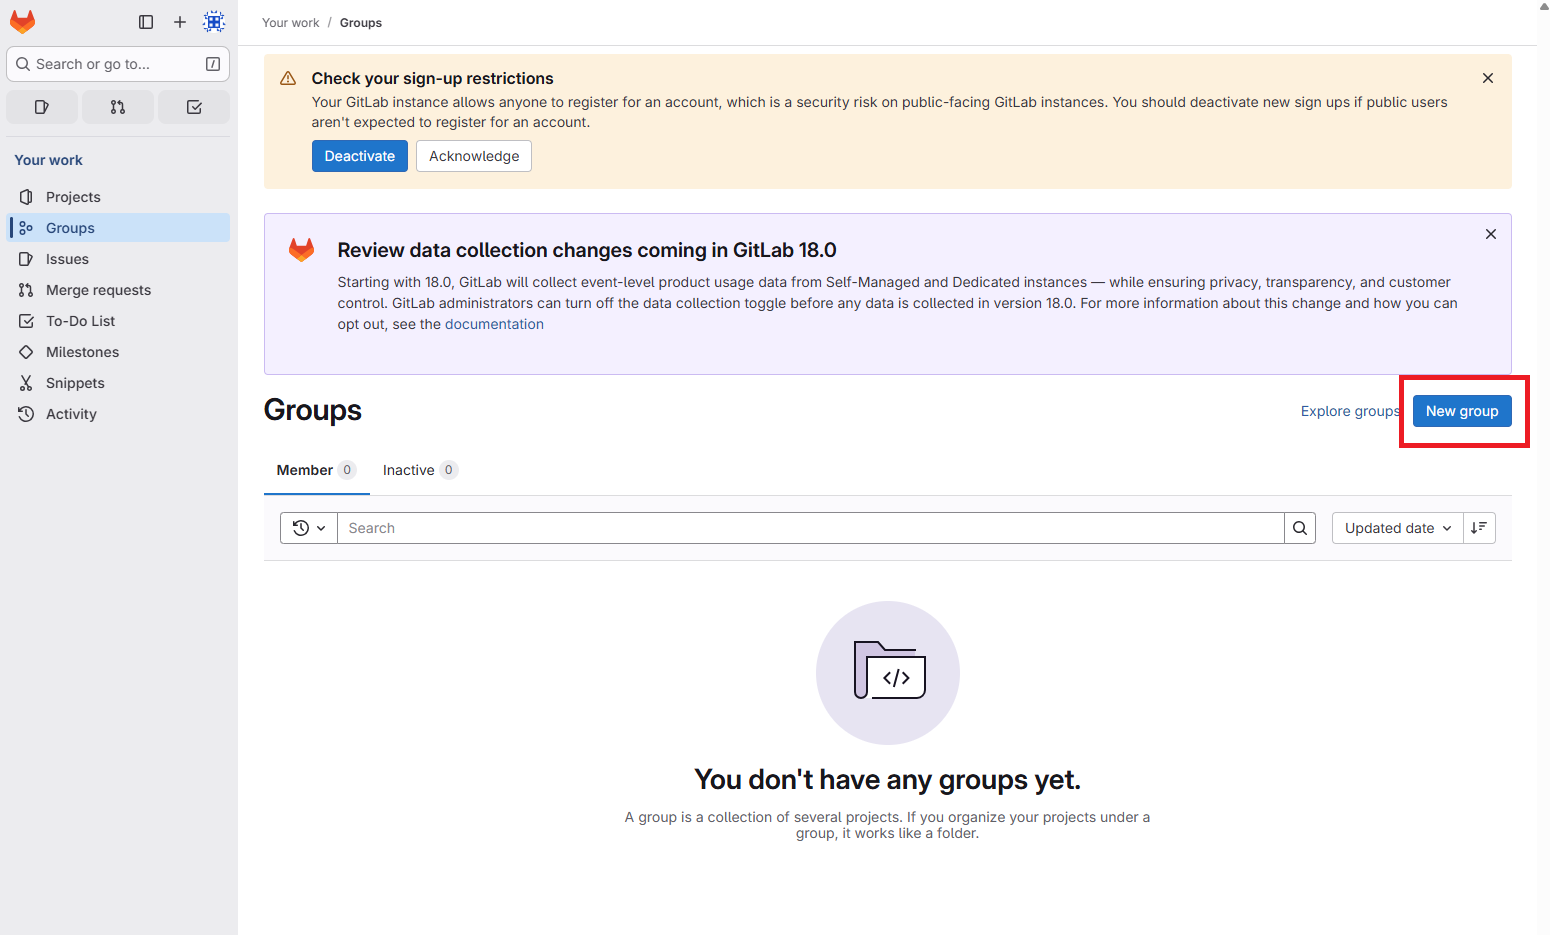 Your work / Groups
Search or go to... /
Your work
Projects
Groups
Issues
Merge requests
To-Do List
Milestones
Snippets
Activity
Check your sign-up restrictions
Your GitLab instance allows anyone to register for an account, which is a security risk on public-facing GitLab instances. You should deactivate new sign ups if public users
aren't expected to register for an account.
Deactivate Acknowledge
Review data collection changes coming in GitLab 18.0
Starting with 18.0, GitLab will collect event-level product usage data from Self-Managed and Dedicated instances — while ensuring privacy, transparency, and customer
control. GitLab administrators can turn off the data collection toggle before any data is collected in version 18.0. For more information about this change and how you can
opt out, see the documentation
Groups
Explore groups New group
Member 0 Inactive 0
Search Updated date
</>
You don't have any groups yet.
A group is a collection of several projects. If you organize your projects under a
group, it works like a folder.